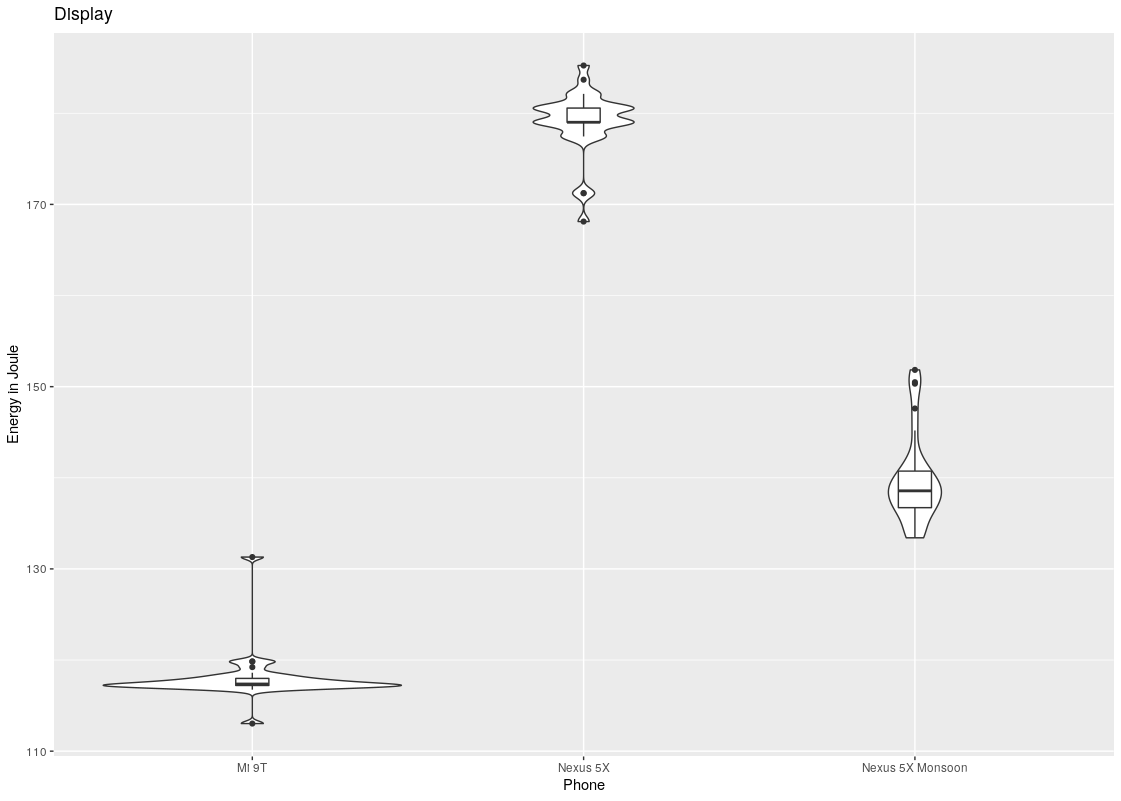 Display
Energy in Joule
170
150
130
110
MI 9T
Nexus 5X
Nexus 5X Monsoon
Phone